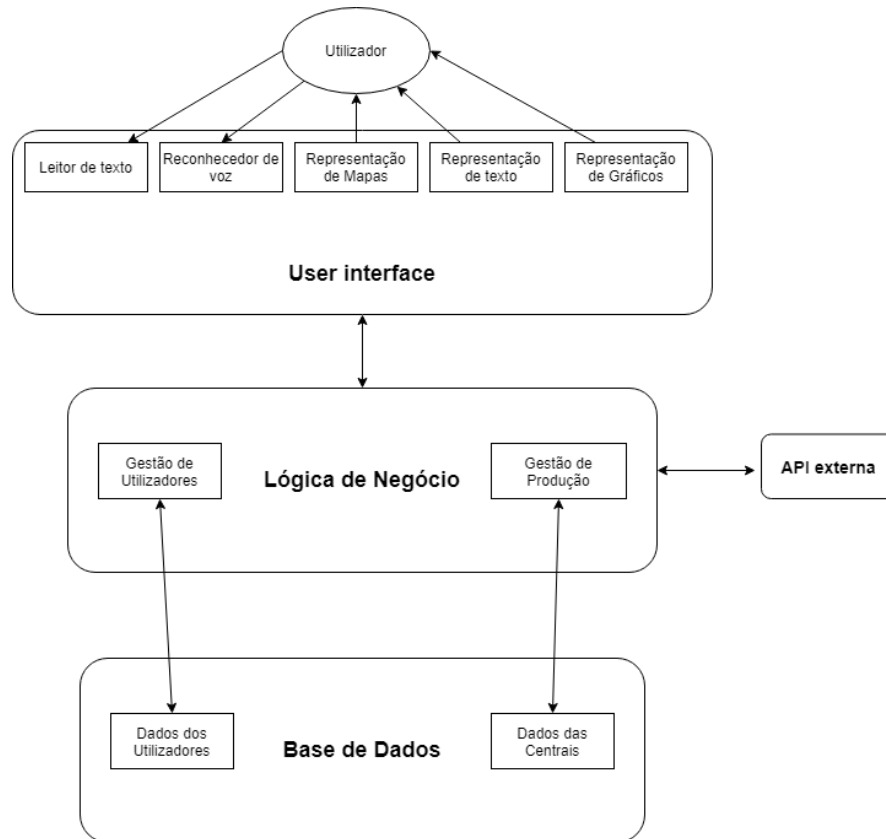 Utilizador
Leitor de texto
Reconhecedor de
voz
Representação
de Mapas
Representação
de texto
Representação
de Gráficos
User interface
Gestão de
Utilizadores
Lógica de Negócio
Gestão de
Produção
API externa
Dados dos
Utilizadores
Base de Dados
Dados das
Centrais